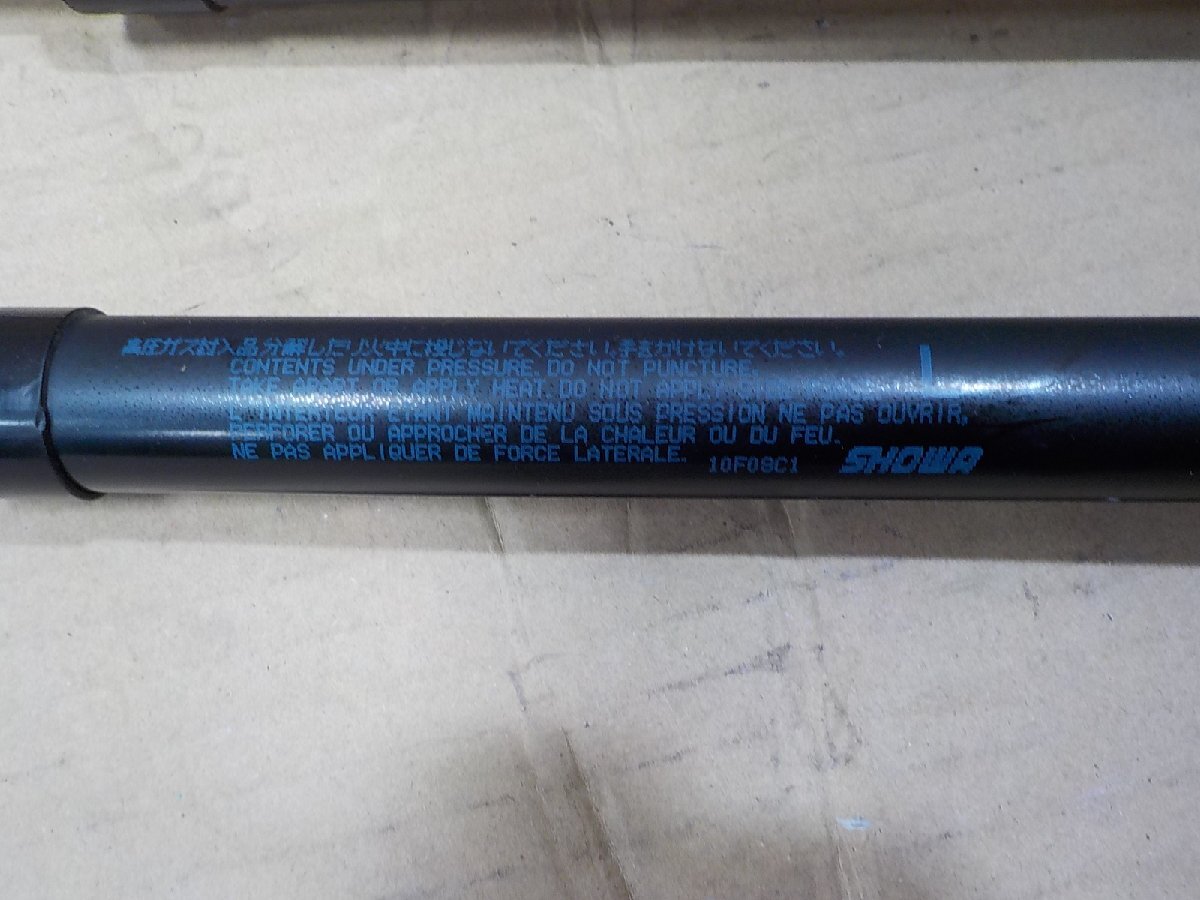 高圧ガス封入品分解したり火中に投じないでください,手をかけないでください。
CONTENTS UNDER PRESSURE.DO NOT PUNCTURE.
TAKE APART OR APPLY HEAT.DO NOT APPLY
L'INTERIEUR ETANT MAINTENU SOUS PRESSION NE PAS OUVRIR,
PERFORER OU APPROCHER DE LA CHALEUR OU DU FEU.
NE PAS APPLIQUER DE FORCE LATERALE.
10F08C1 SHOWA